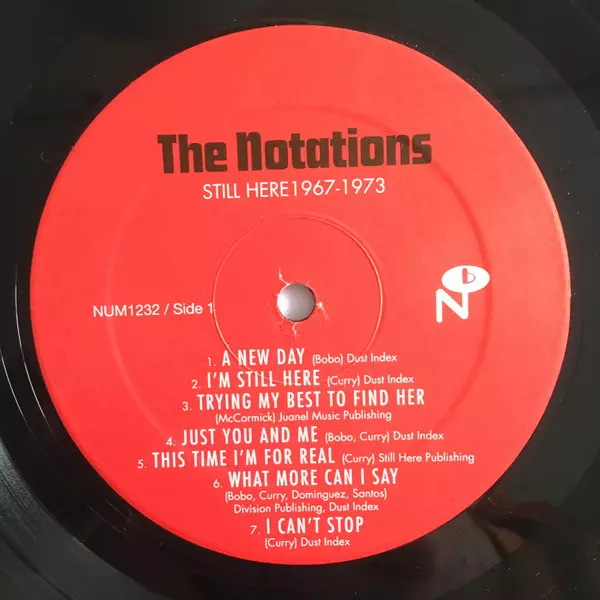 The Notations
STILL HERE1967-1973
NUM1232 / Side 1
N b
1. A NEW DAY (Bobo) Dust Index
2. I'M STILL HERE (Curry) Dust Index
3. TRYING MY BEST TO FIND HER
(McCormick) Juanel Music Publishing
4. JUST YOU AND ME (Bobo, Curry) Dust Index
5. THIS TIME I'M FOR REAL (Curry) Still Here Publishing
6. WHAT MORE CAN I SAY
(Bobo, Curry, Dominguez, Santos)
Division Publishing, Dust Index
7. I CAN'T STOP
(Curry) Dust Index